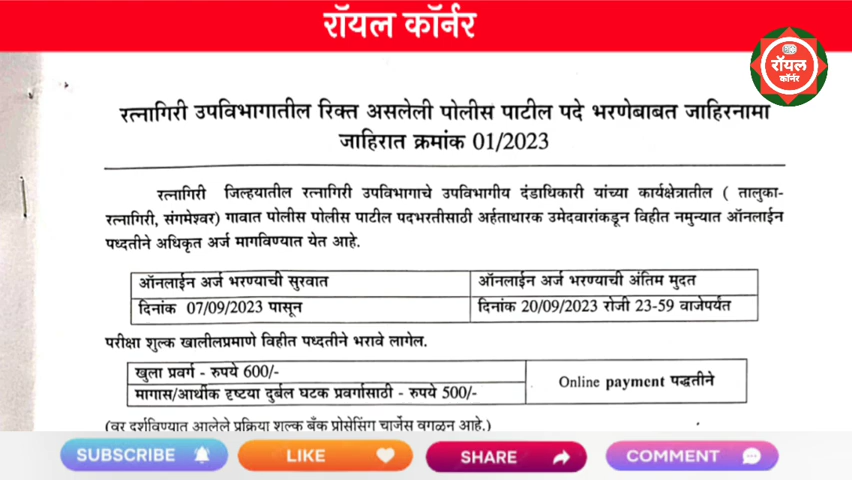 रॉयल कॉर्नर
रॉयल
कॉर्नर
रत्नागिरी उपविभागातील रिक्त असलेली पोलीस पाटील पदे भरणेबाबत जाहिरनामा
जाहिरात क्रमांक 01/2023
रत्नागिरी जिल्हयातील रत्नागिरी उपविभागाचे उपविभागीय दंडाधिकारी यांच्या कार्यक्षेत्रातील ( तालुका-
रत्नागिरी, संगमेश्वर) गावात पोलीस पोलीस पाटील पदभरतीसाठी अर्हताधारक उमेदवारांकडून विहीत नमुन्यात ऑनलाईन
पध्दतीने अधिकृत अर्ज मागविण्यात येत आहे.
ऑनलाईन अर्ज भरण्याची सुरवात ऑनलाईन अर्ज भरण्याची अंतिम मुदत
दिनांक 07/09/2023 पासून दिनांक 20/09/2023 रोजी 23-59 वाजेपर्यंत
परीक्षा शुल्क खालीलप्रमाणे विहीत पध्दतीने भरावे लागेल.
खुला प्रवर्ग - रुपये 600/-
मागास/आर्थीक दृष्टया दुर्बल घटक प्रवर्गासाठी - रुपये 500/-
Online payment पद्धतीने
(वर दर्शविण्यात आलेले प्रक्रिया शुल्क बँक प्रोसेसिंग चार्जेस वगळून आहे.)
SUBSCRIBE LIKE SHARE COMMENT